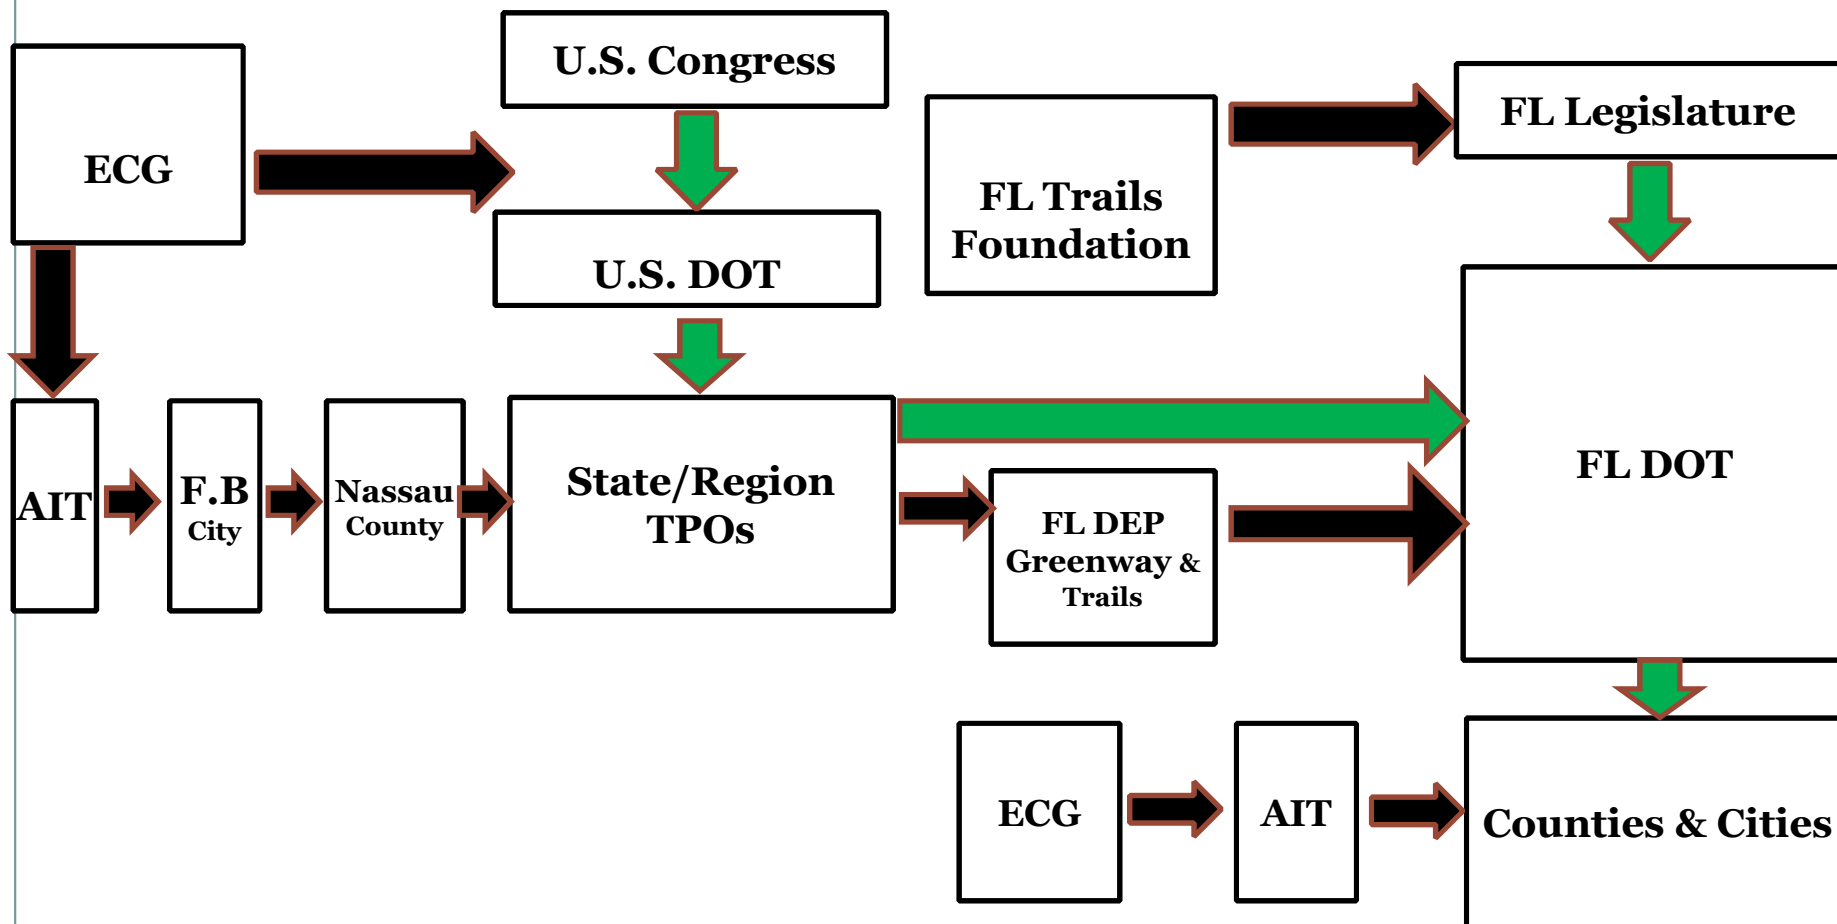 U.S. Congress
ECG
FL Legislature
FL Trails
Foundation
U.S. DOT
AIT
F.B
City
Nassau
County
State/Region
TPOs
FL DEP
Greenway &
Trails
FL DOT
ECG
AIT
Counties & Cities